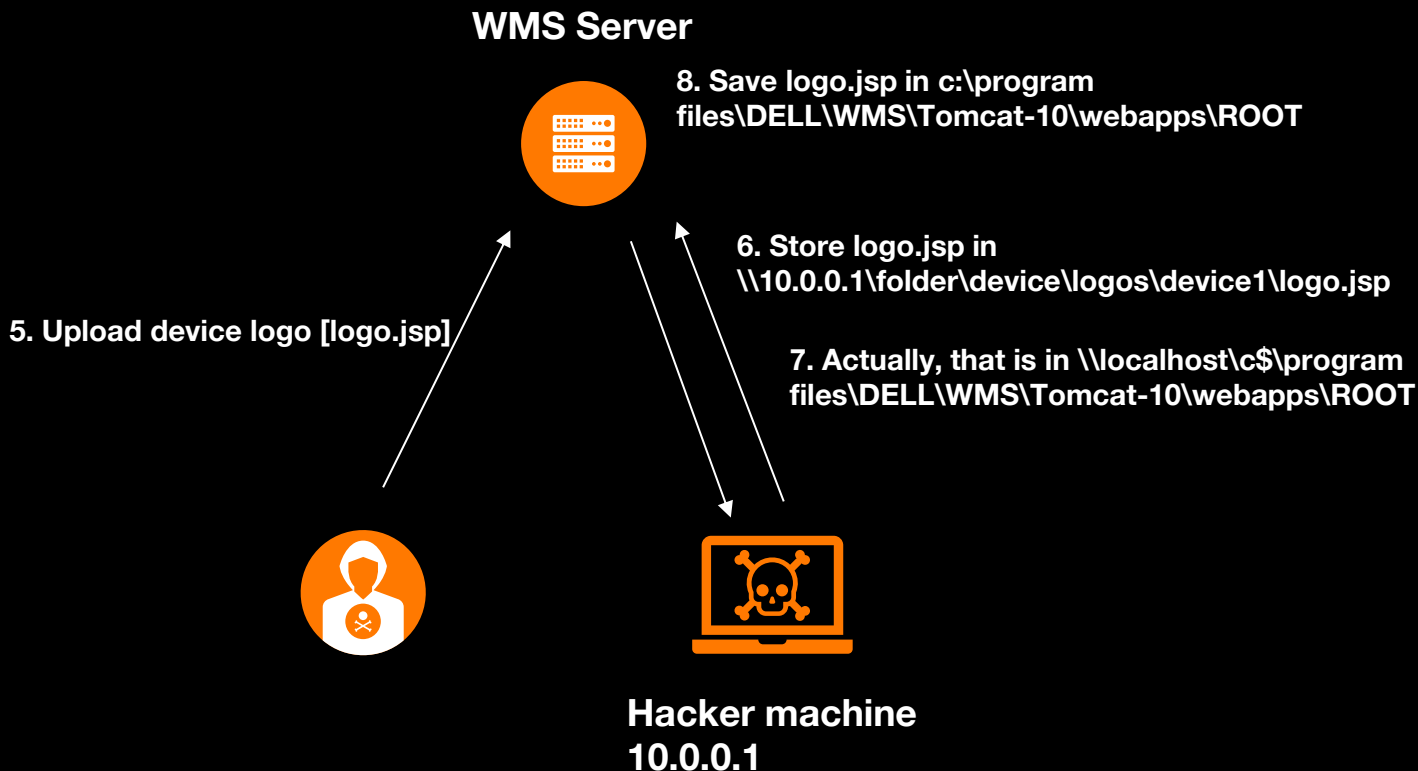 WMS Server
8. Save logo.jsp in c:\program
files\DELL\WMS\Tomcat-10\webapps\ROOT
6. Store logo.jsp in
\\10.0.0.1\folder\device\logos\device1\logo.jsp
5. Upload device logo [logo.jsp]
7. Actually, that is in \\localhost\c$\program
files\DELL\WMS\Tomcat-10\webapps\ROOT
Hacker machine
10.0.0.1